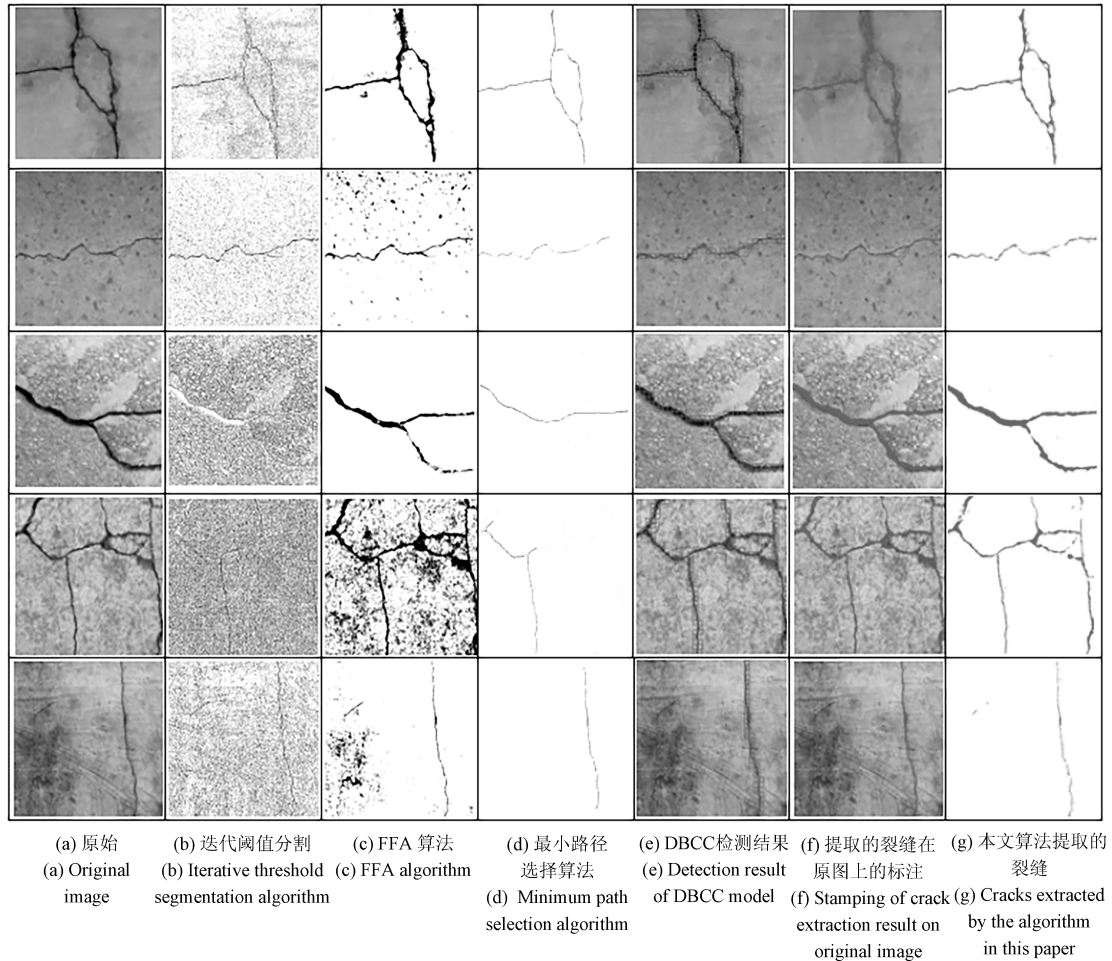 (a) 原始
(a) Original
image
(b) 迭代阈值分割
(b) Iterative threshold
segmentation algorithm
(c) FFA 算法
(c) FFA algorithm
(d) 最小路径
选择算法
(d) Minimum path
selection algorithm
(e) DBCC检测结果
(e) Detection result
of DBCC model
(f) 提取的裂缝在
原图上的标注
(f) Stamping of crack
extraction result on
original image
(g) 本文算法提取的
裂缝
(g) Cracks extracted
by the algorithm
in this paper